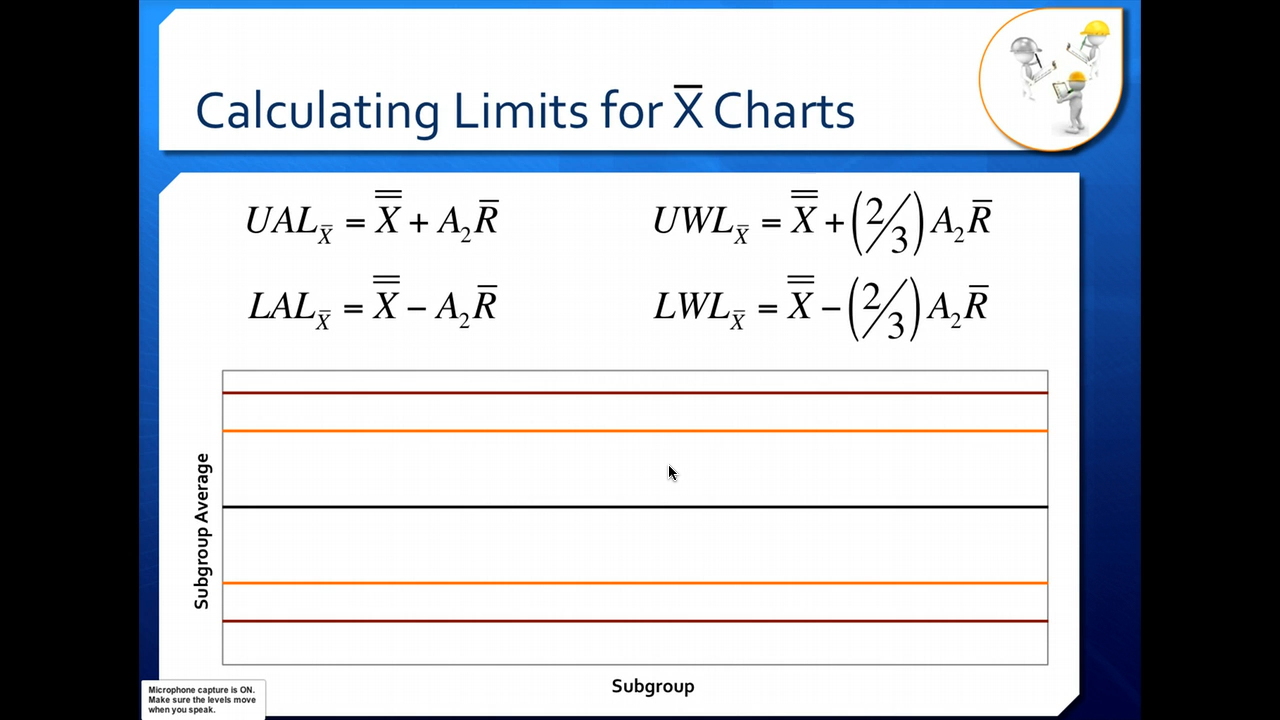 Calculating Limits for X̅ Charts
UAL_X̅ = X̿ + A₂R̅
UWL_X̅ = X̿ + (2/3) A₂R̅
LAL_X̅ = X̿ − A₂R̅
LWL_X̅ = X̿ − (2/3) A₂R̅
Subgroup Average
Subgroup
Microphone capture is ON.
Make sure the levels move
when you speak.